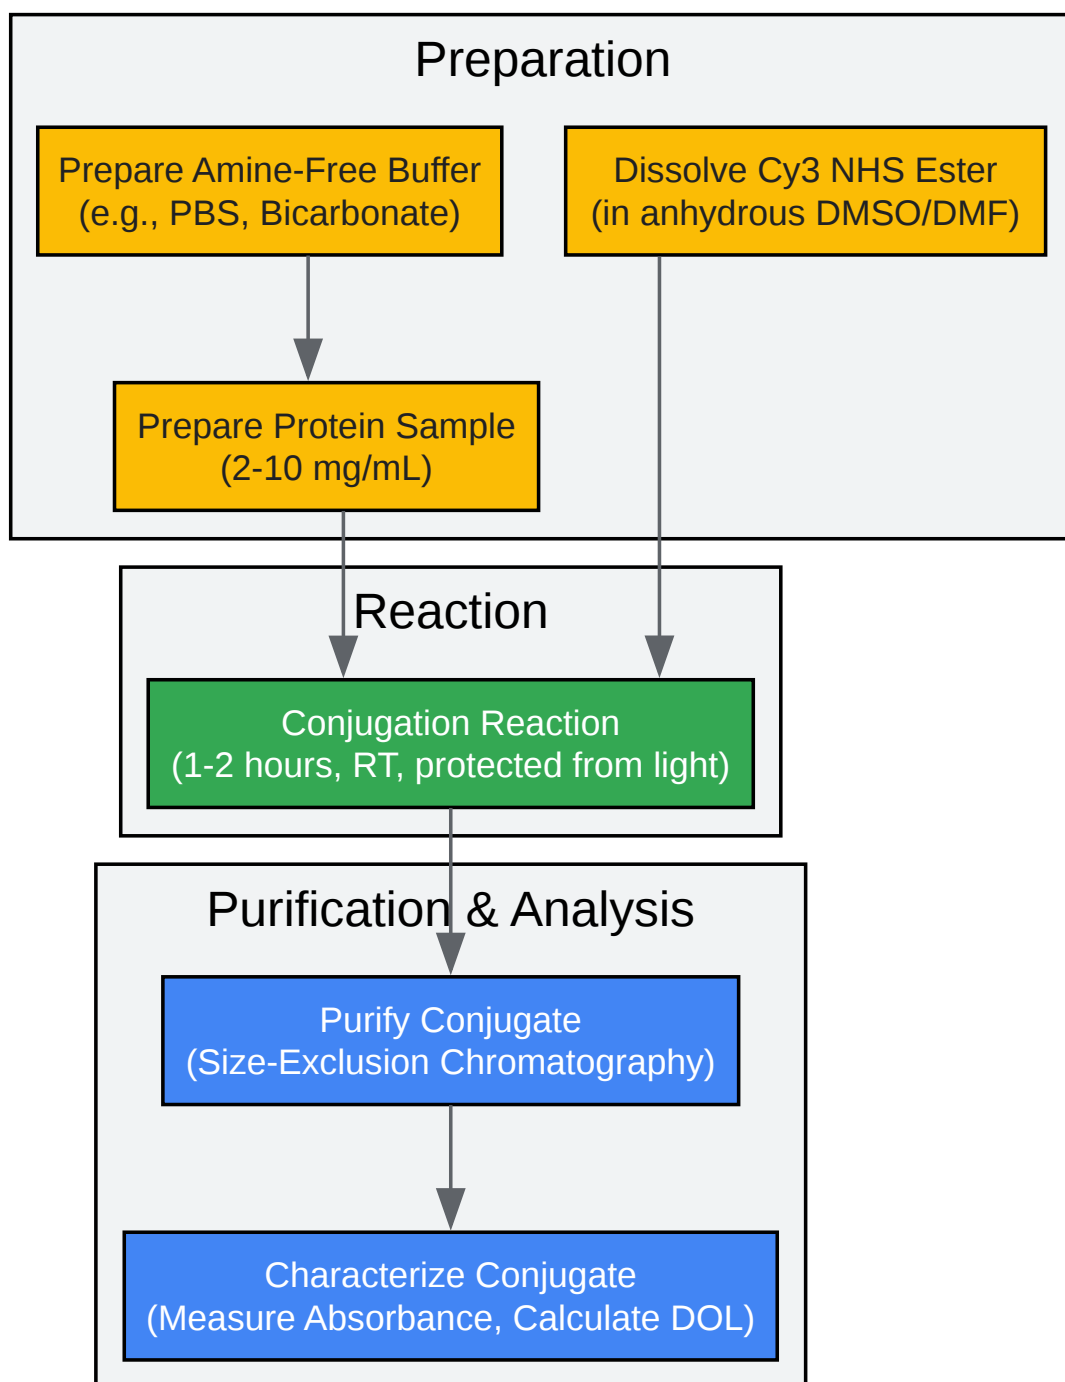 Preparation
Prepare Amine-Free Buffer
(e.g., PBS, Bicarbonate)
Dissolve Cy3 NHS Ester
(in anhydrous DMSO/DMF)
Prepare Protein Sample
(2-10 mg/mL)
Reaction
Conjugation Reaction
(1-2 hours, RT, protected from light)
Purification & Analysis
Purify Conjugate
(Size-Exclusion Chromatography)
Characterize Conjugate
(Measure Absorbance, Calculate DOL)